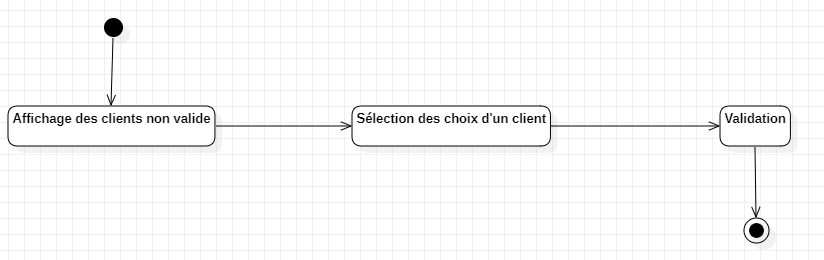 Affichage des clients non valide
Sélection des choix d'un client
Validation